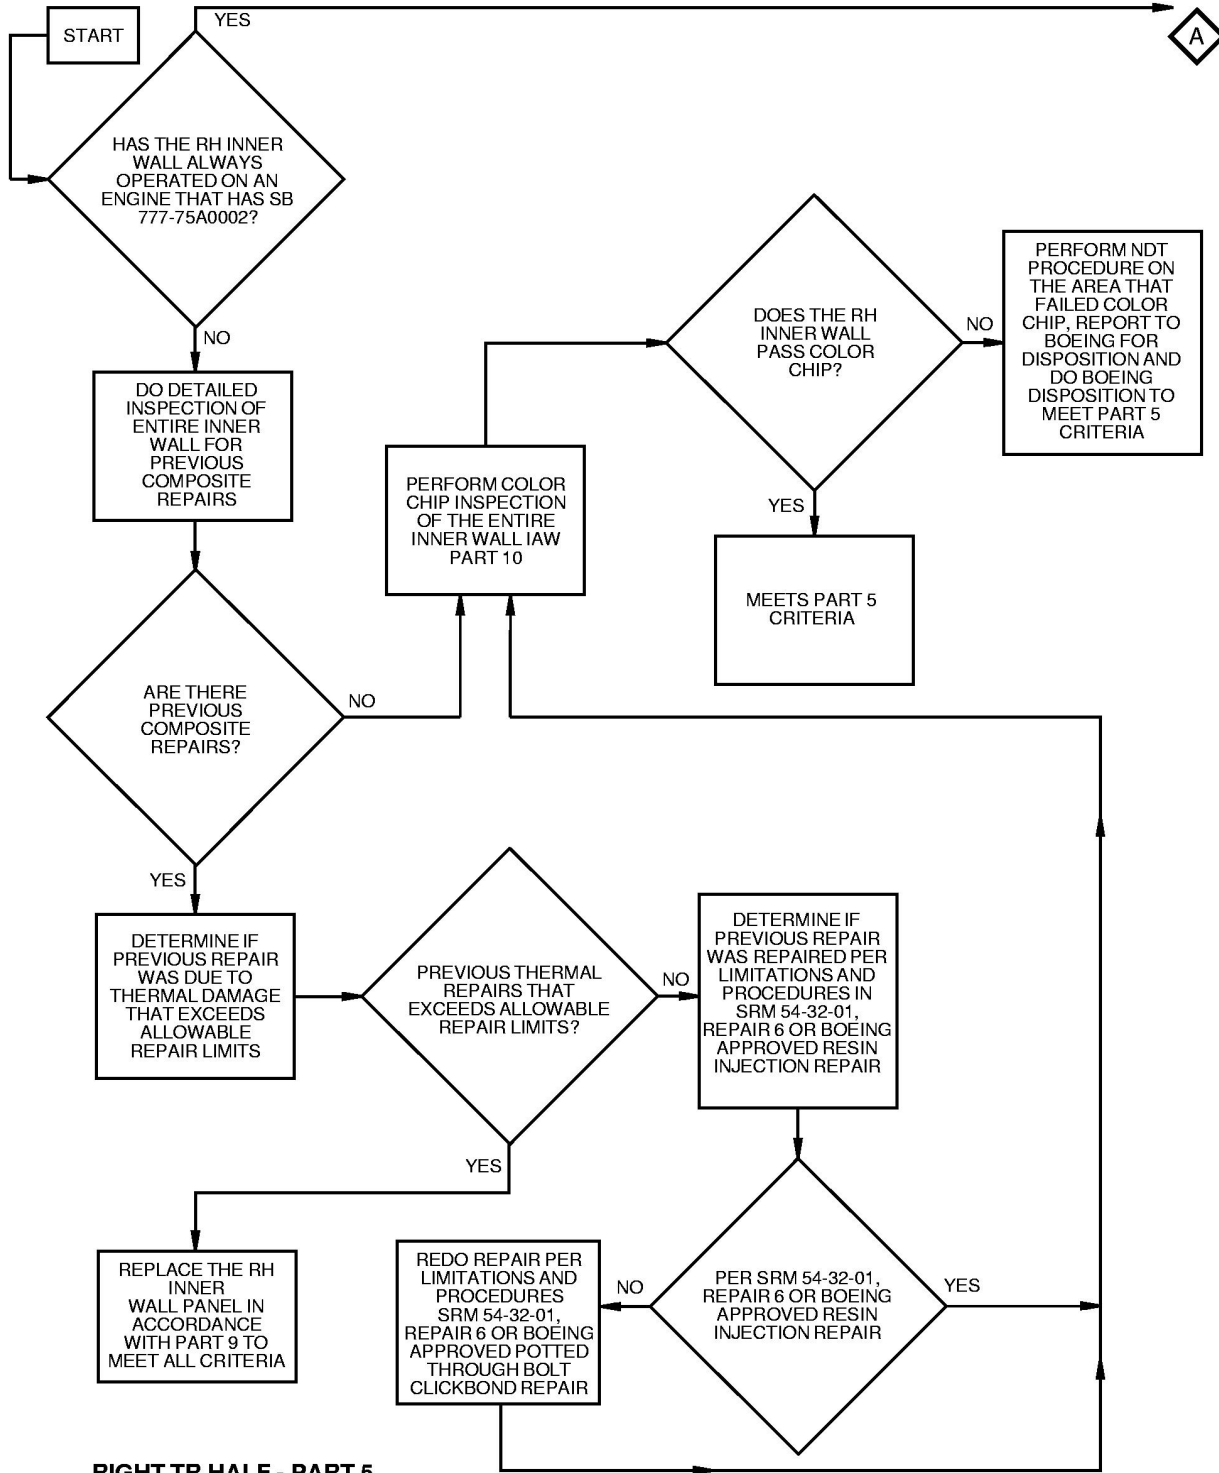 START
YES
A
HAS THE RH INNER
WALL ALWAYS
OPERATED ON AN
ENGINE THAT HAS SB
777-75A0002?
NO
DO DETAILED
INSPECTION OF
ENTIRE INNER
WALL FOR
PREVIOUS
COMPOSITE
REPAIRS
ARE THERE
PREVIOUS
COMPOSITE
REPAIRS?
NO
YES
PERFORM COLOR
CHIP INSPECTION
OF THE ENTIRE
INNER WALL IAW
PART 10
DOES THE RH
INNER WALL
PASS COLOR
CHIP?
NO
PERFORM NDT
PROCEDURE ON
THE AREA THAT
FAILED COLOR
CHIP, REPORT TO
BOEING FOR
DISPOSITION AND
DO BOEING
DISPOSITION TO
MEET PART 5
CRITERIA
YES
MEETS PART 5
CRITERIA
DETERMINE IF
PREVIOUS REPAIR
WAS DUE TO
THERMAL DAMAGE
THAT EXCEEDS
ALLOWABLE
REPAIR LIMITS
PREVIOUS THERMAL
REPAIRS THAT
EXCEEDS ALLOWABLE
REPAIR LIMITS?
NO
DETERMINE IF
PREVIOUS REPAIR
WAS REPAIRED PER
LIMITATIONS AND
PROCEDURES IN
SRM 54-32-01,
REPAIR 6 OR BOEING
APPROVED RESIN
INJECTION REPAIR
YES
REPLACE THE RH
INNER
WALL PANEL IN
ACCORDANCE
WITH PART 9 TO
MEET ALL CRITERIA
REDO REPAIR PER
LIMITATIONS AND
PROCEDURES
SRM 54-32-01,
REPAIR 6 OR BOEING
APPROVED POTTED
THROUGH BOLT
CLICKBOND REPAIR
NO
PER SRM 54-32-01,
REPAIR 6 OR BOEING
APPROVED RESIN
INJECTION REPAIR
YES
RIGHT TR HALF - PART 5